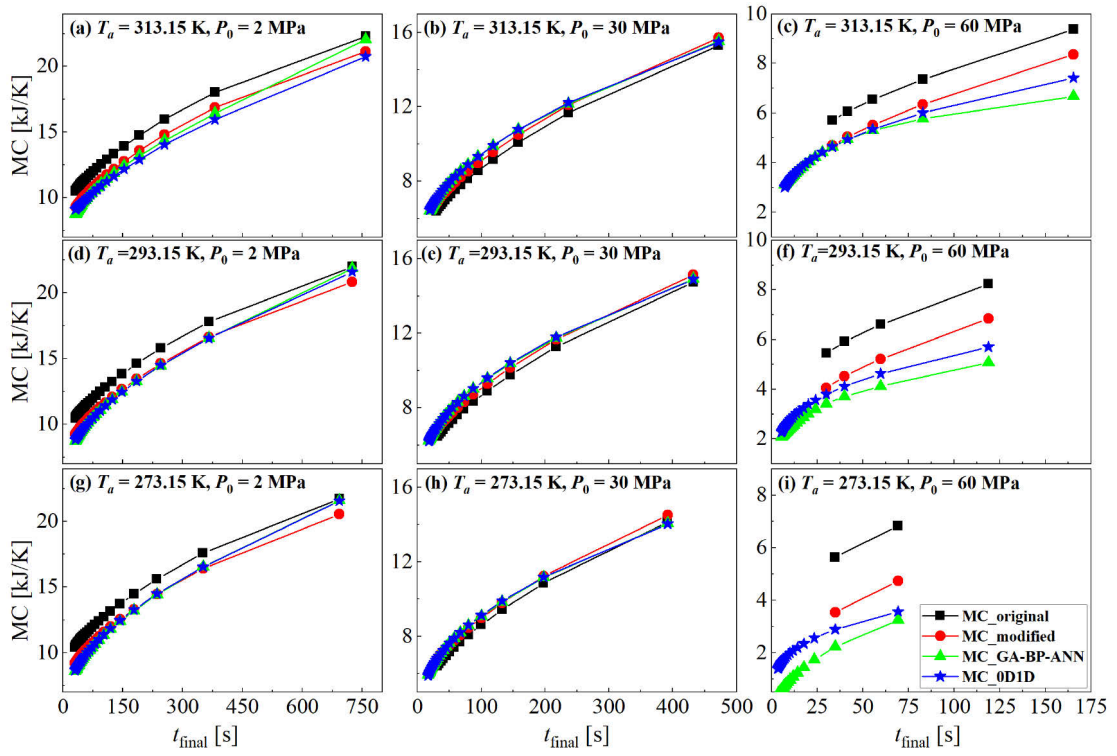 (a) Ta = 313.15 K, P0 = 2 MPa
(b) Ta = 313.15 K, P0 = 30 MPa
(c) Ta = 313.15 K, P0 = 60 MPa
MC [kJ/K]
20
15
10
16
12
8
10
8
6
4
2
(d) Ta =293.15 K, P0 = 2 MPa
(c) Ta = 293.15 K, P0 = 30 MPa
(f) Ta=293.15 K, P0 = 60 MPa
MC [kJ/K]
20
15
10
16
12
8
10
8
6
4
2
(g) Ta = 273.15 K, P0 = 2 MPa
(h) Ta = 273.15 K, P0 = 30 MPa
(i) Ta = 273.15 K, P0 = 60 MPa
MC [kJ/K]
20
15
10
16
12
8
8
6
4
2
MC_original
MC_modified
MC_GA-BP-ANN
MC_0D1D
0 150 300 450 600 750
0 100 200 300 400 500
0 25 50 75 100 125 150 175
tfinal [s]
tfinal [s]
tfinal [s]